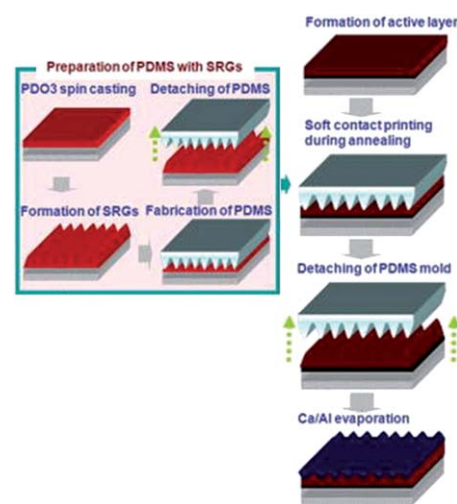 Preparation of PDMS with SRGs
PDO3 spin casting
Detaching of PDMS
Formation of SRGs
Fabrication of PDMS
Formation of active layer
Soft contact printing
during annealing
Detaching of PDMS mold
Ca/Al evaporation